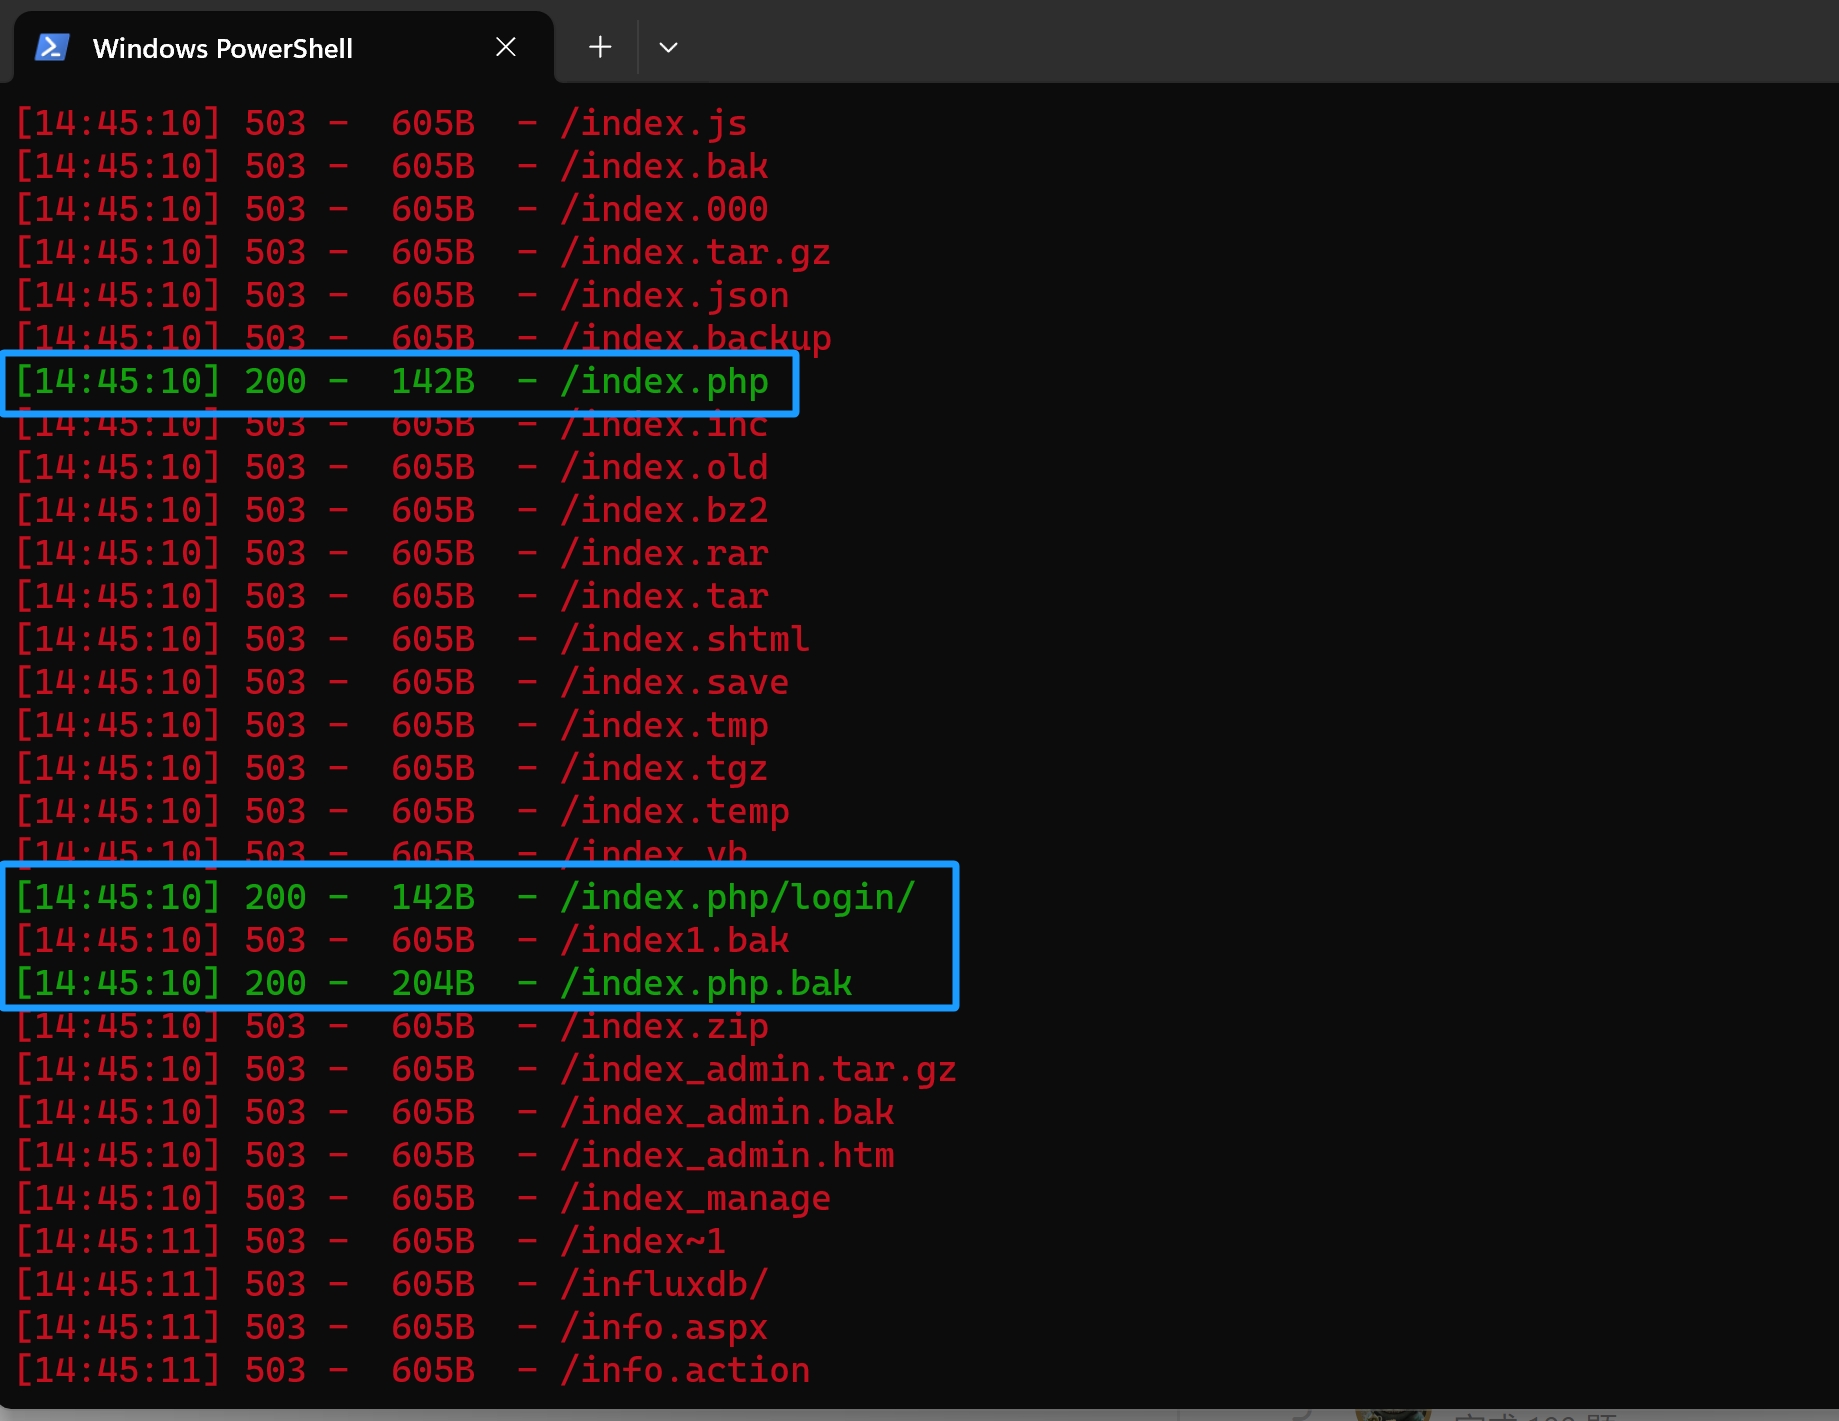 Windows PowerShell
[14:45:10] 503 -  605B  - /index.js
[14:45:10] 503 -  605B  - /index.bak
[14:45:10] 503 -  605B  - /index.000
[14:45:10] 503 -  605B  - /index.tar.gz
[14:45:10] 503 -  605B  - /index.json
[14:45:10] 503 -  605B  - /index.backup
[14:45:10] 200 -  142B  - /index.php
[14:45:10] 503 -  605B  - /index.inc
[14:45:10] 503 -  605B  - /index.old
[14:45:10] 503 -  605B  - /index.bz2
[14:45:10] 503 -  605B  - /index.rar
[14:45:10] 503 -  605B  - /index.tar
[14:45:10] 503 -  605B  - /index.shtml
[14:45:10] 503 -  605B  - /index.save
[14:45:10] 503 -  605B  - /index.tmp
[14:45:10] 503 -  605B  - /index.tgz
[14:45:10] 503 -  605B  - /index.temp
[14:45:10] 503 -  605B  - /index.vb
[14:45:10] 200 -  142B  - /index.php/login/
[14:45:10] 503 -  605B  - /index1.bak
[14:45:10] 200 -  204B  - /index.php.bak
[14:45:10] 503 -  605B  - /index.zip
[14:45:10] 503 -  605B  - /index_admin.tar.gz
[14:45:10] 503 -  605B  - /index_admin.bak
[14:45:10] 503 -  605B  - /index_admin.htm
[14:45:10] 503 -  605B  - /index_manage
[14:45:11] 503 -  605B  - /index~1
[14:45:11] 503 -  605B  - /influxdb/
[14:45:11] 503 -  605B  - /info.aspx
[14:45:11] 503 -  605B  - /info.action